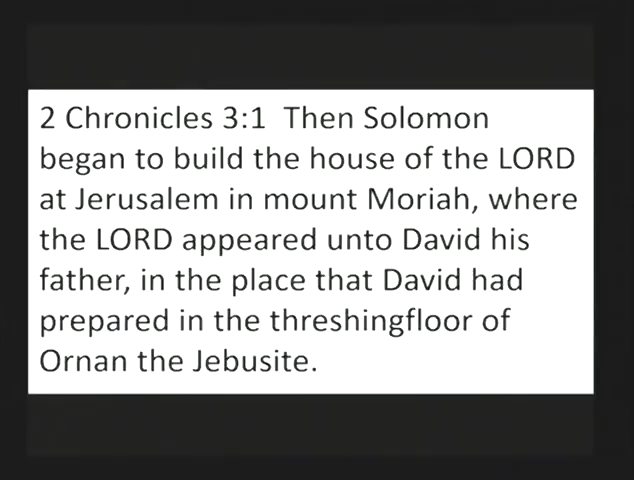 2 Chronicles 3:1  Then Solomon
began to build the house of the LORD
at Jerusalem in mount Moriah, where
the LORD appeared unto David his
father, in the place that David had
prepared in the threshingfloor of
Ornan the Jebusite.